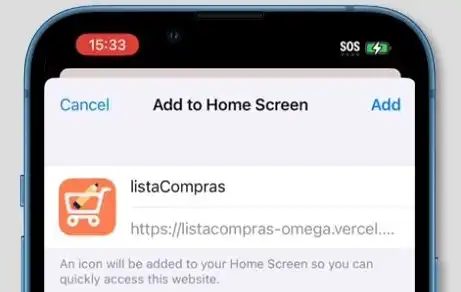 15:33
SOS
Cancel Add to Home Screen Add
listaCompras
https://listacompras-omega.vercel....
An icon will be added to your Home Screen so you can
quickly access this website.